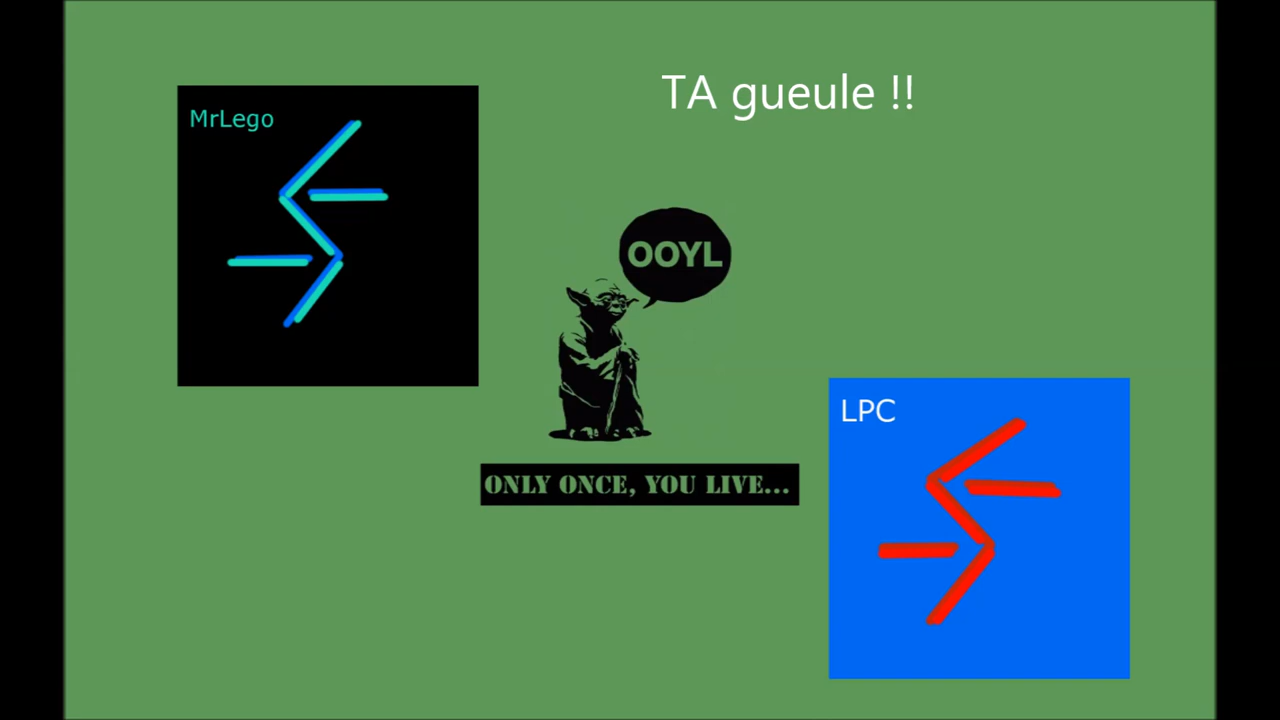 TA gueule !!
MrLego
OOYL
LPC
ONLY ONCE, YOU LIVE...